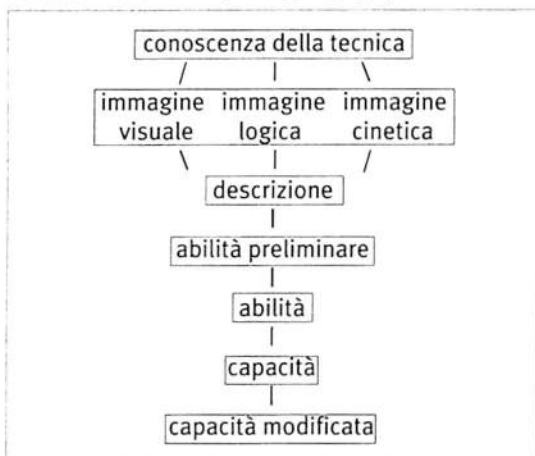 conoscenza della tecnica
immagine immagine immagine
visuale logica cinetica
descrizione
abilità preliminare
abilità
capacità
capacità modificata